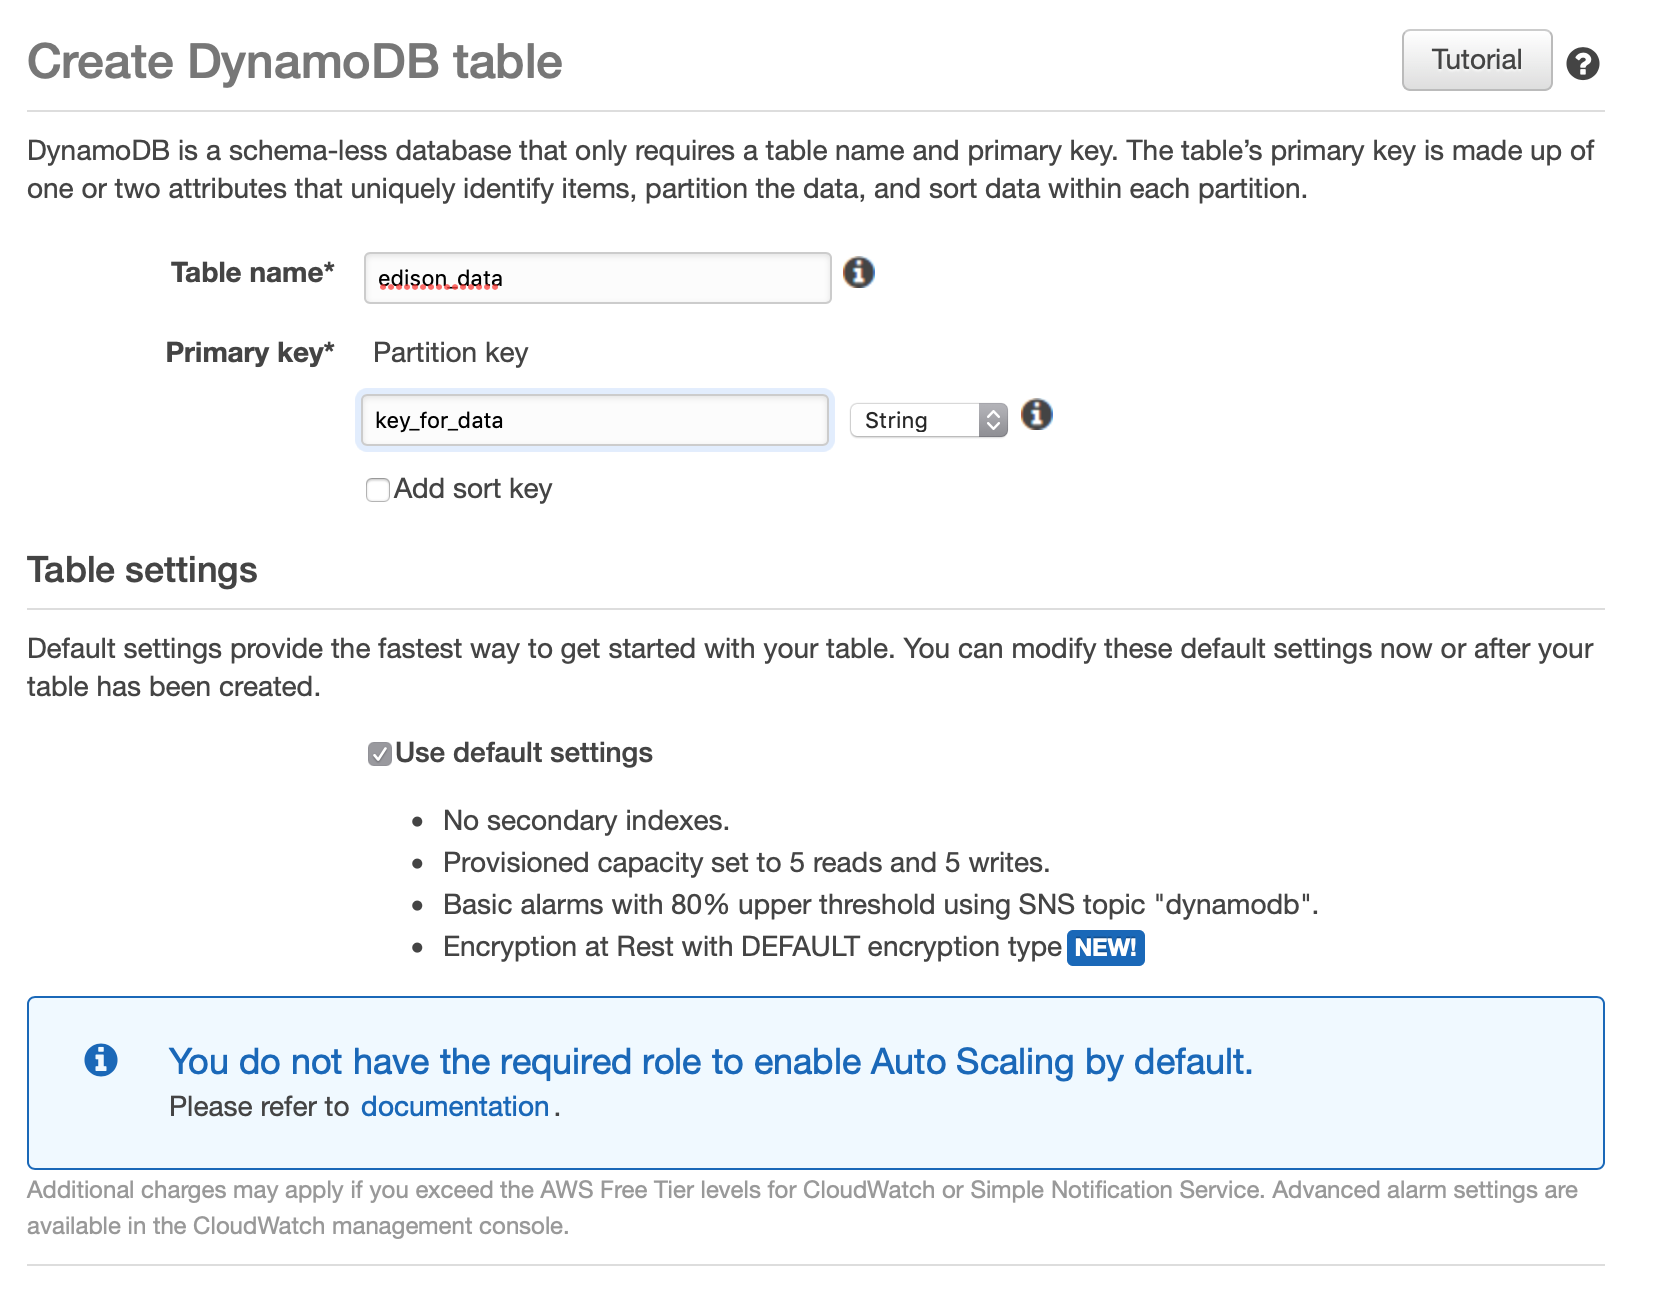 Create DynamoDB table
Tutorial
DynamoDB is a schema-less database that only requires a table name and primary key. The table’s primary key is made up of
one or two attributes that uniquely identify items, partition the data, and sort data within each partition.
Table name* edison_data
Primary key* Partition key
key_for_data String
Add sort key
Table settings
Default settings provide the fastest way to get started with your table. You can modify these default settings now or after your
table has been created.
Use default settings
• No secondary indexes.
• Provisioned capacity set to 5 reads and 5 writes.
• Basic alarms with 80% upper threshold using SNS topic "dynamodb".
• Encryption at Rest with DEFAULT encryption type NEW!
You do not have the required role to enable Auto Scaling by default.
Please refer to documentation.
Additional charges may apply if you exceed the AWS Free Tier levels for CloudWatch or Simple Notification Service. Advanced alarm settings are
available in the CloudWatch management console.